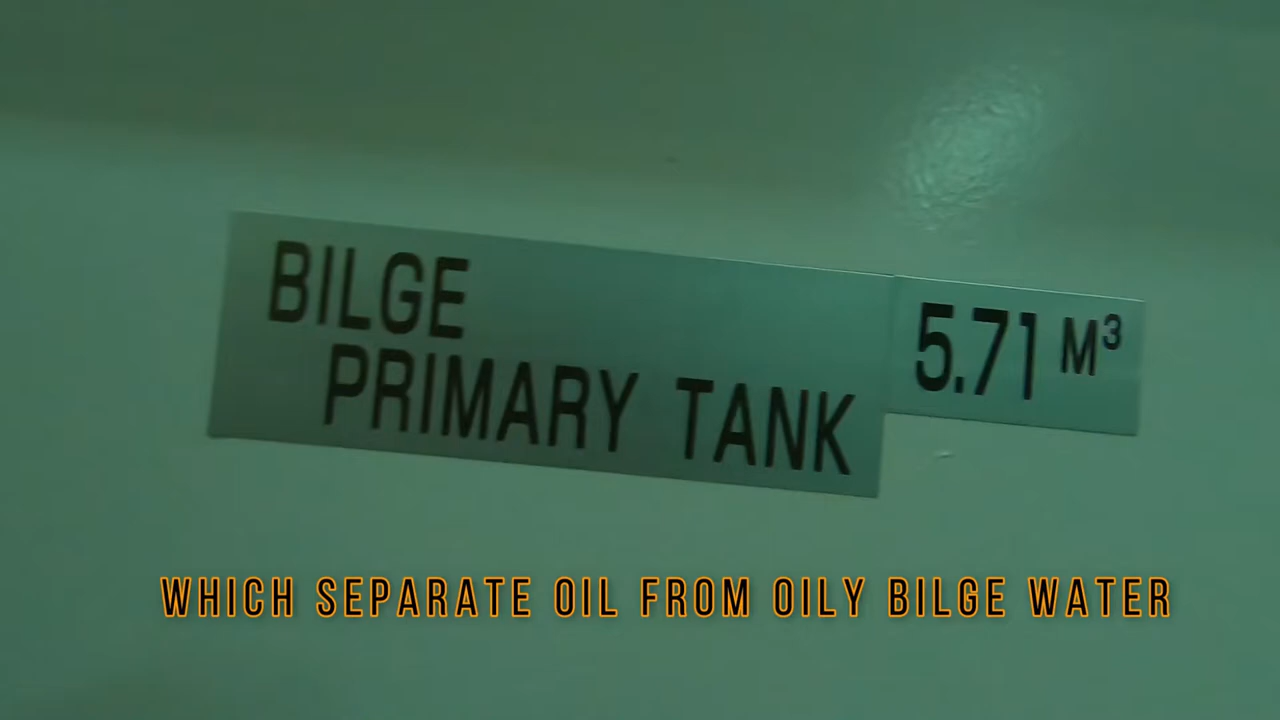 BILGE
PRIMARY TANK
5.71 M³
WHICH SEPARATE OIL FROM OILY BILGE WATER